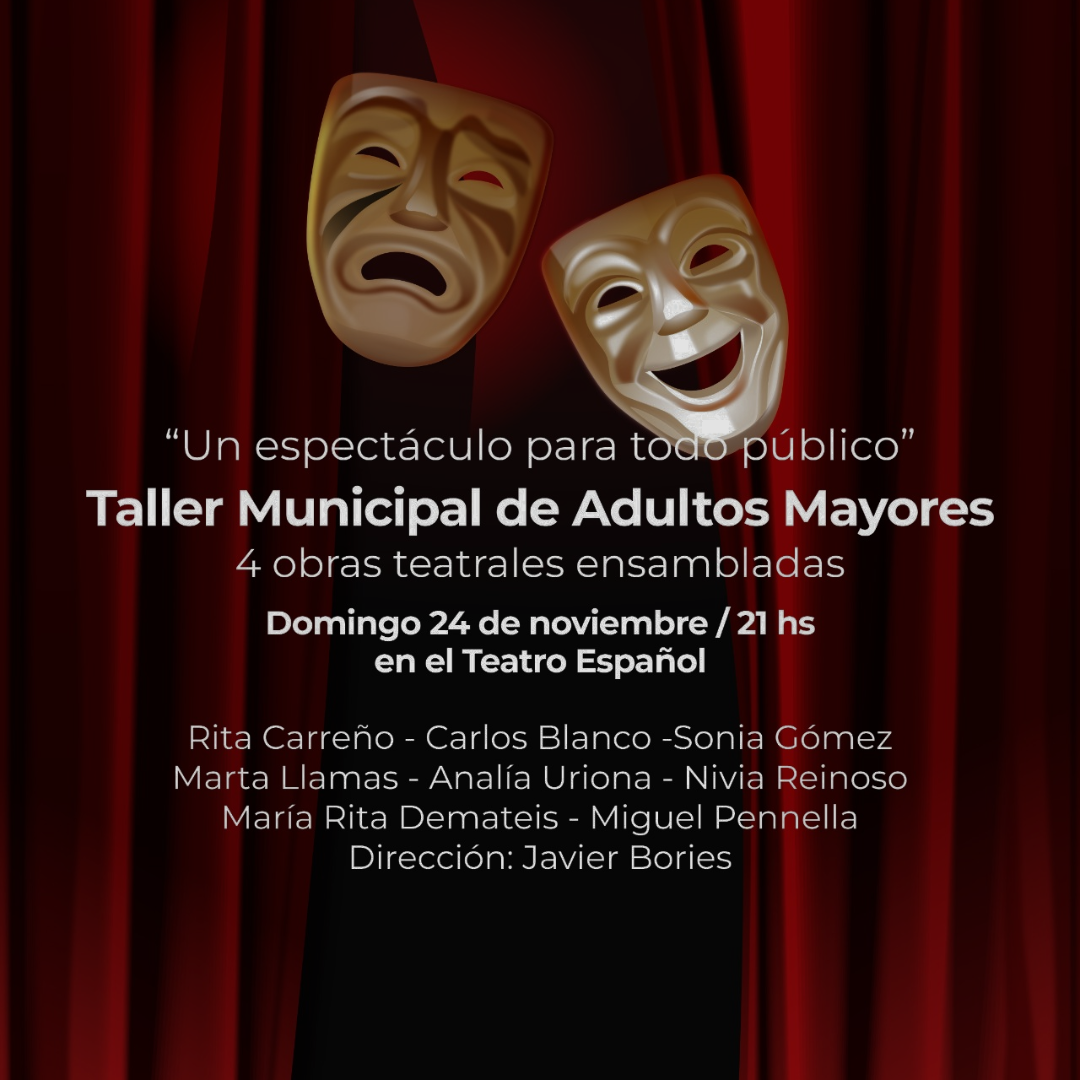 “Un espectáculo para todo público”
Taller Municipal de Adultos Mayores
4 obras teatrales ensambladas
Domingo 24 de noviembre / 21 hs
en el Teatro Español
Rita Carreño - Carlos Blanco -Sonia Gómez
Marta Llamas - Analía Uriona - Nivia Reinoso
María Rita Demateis - Miguel Pennella
Dirección: Javier Bories